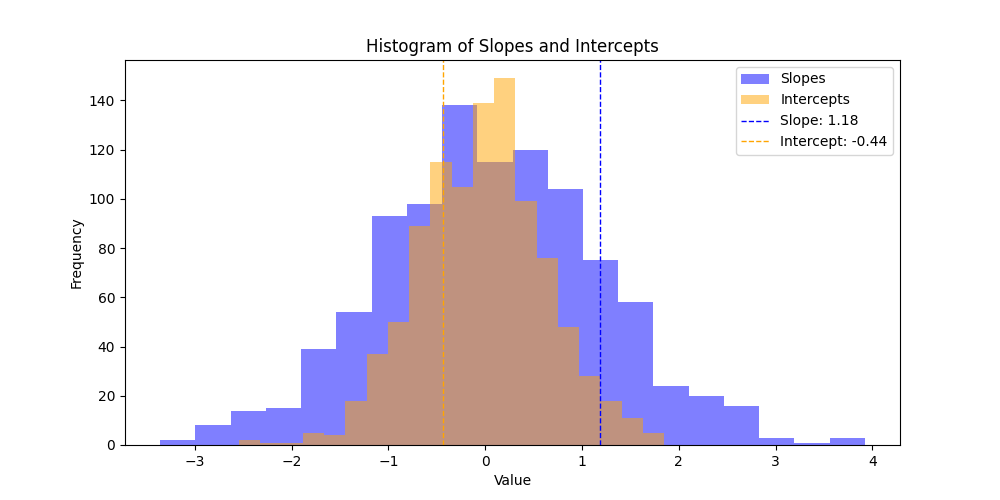 Histogram of Slopes and Intercepts
Slopes
Intercepts
Slope: 1.18
Intercept: -0.44
Frequency
140
120
100
80
60
40
20
0
−3 −2 −1 0 1 2 3 4
Value